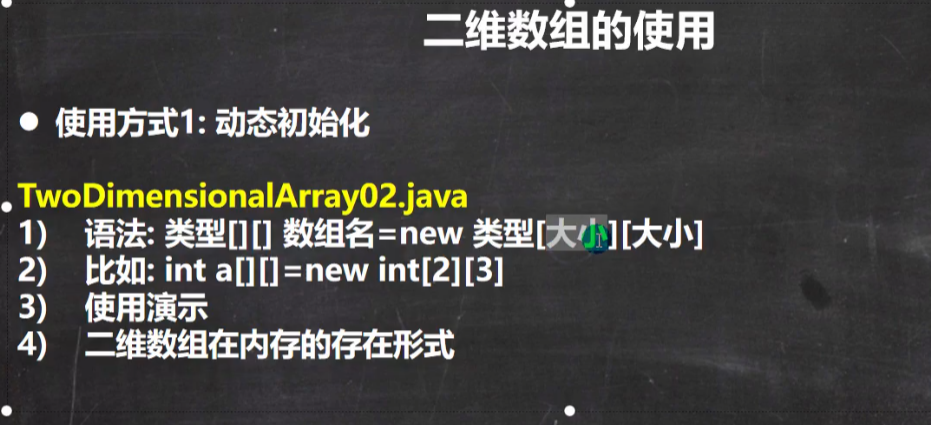 二维数组的使用
● 使用方式1: 动态初始化
TwoDimensionalArray02.java
1) 语法: 类型[][] 数组名=new 类型[大小][大小]
2) 比如: int a[][]=new int[2][3]
3) 使用演示
4) 二维数组在内存的存在形式